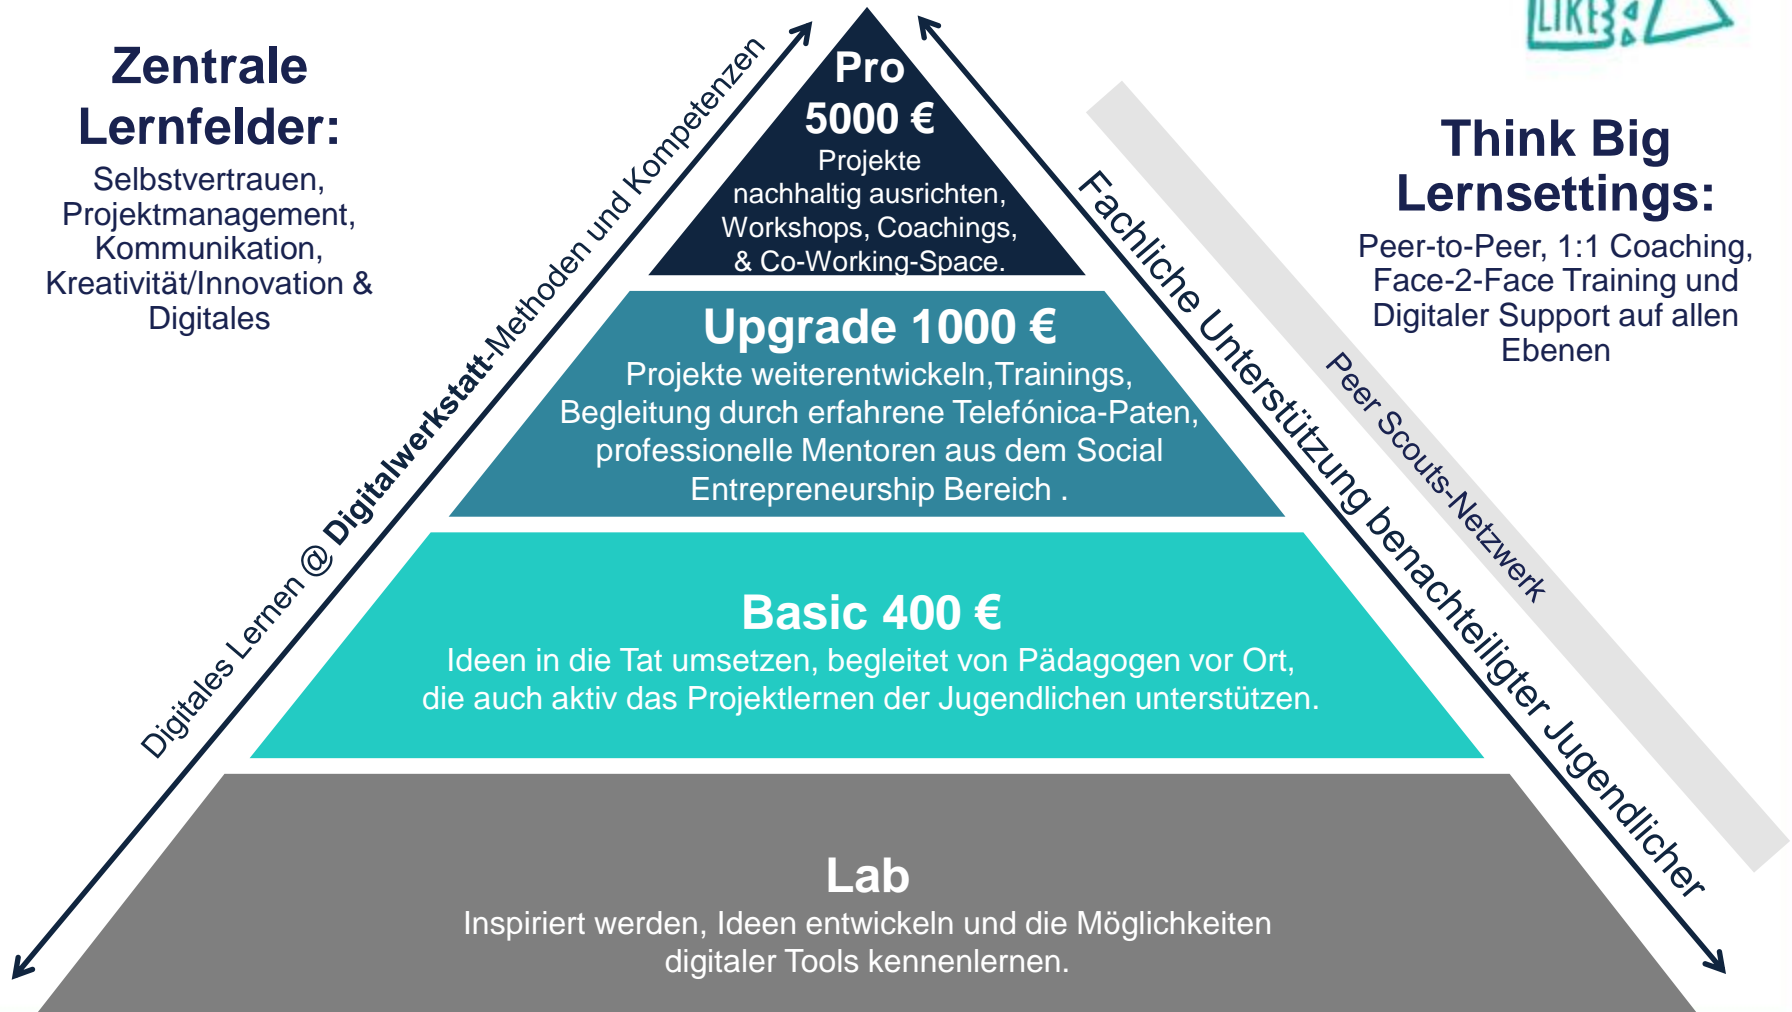 LIKE
Zentrale
Lernfelder:
Selbstvertrauen,
Projektmanagement,
Kommunikation,
Kreativität/Innovation &
Digitales
Digitales Lernen @ Digitalwerkstatt-Methoden und Kompetenzen
Pro
5000 €
Projekte
nachhaltig ausrichten,
Workshops, Coachings,
& Co-Working-Space.
Upgrade 1000 €
Projekte weiterentwickeln,Trainings,
Begleitung durch erfahrene Telefónica-Paten,
professionelle Mentoren aus dem Social
Entrepreneurship Bereich .
Basic 400 €
Ideen in die Tat umsetzen, begleitet von Pädagogen vor Ort,
die auch aktiv das Projektlernen der Jugendlichen unterstützen.
Lab
Inspiriert werden, Ideen entwickeln und die Möglichkeiten
digitaler Tools kennenlernen.
Fachliche Unterstützung benachteiligter Jugendlicher
Peer Scouts-Netzwerk
Think Big
Lernsettings:
Peer-to-Peer, 1:1 Coaching,
Face-2-Face Training und
Digitaler Support auf allen
Ebenen